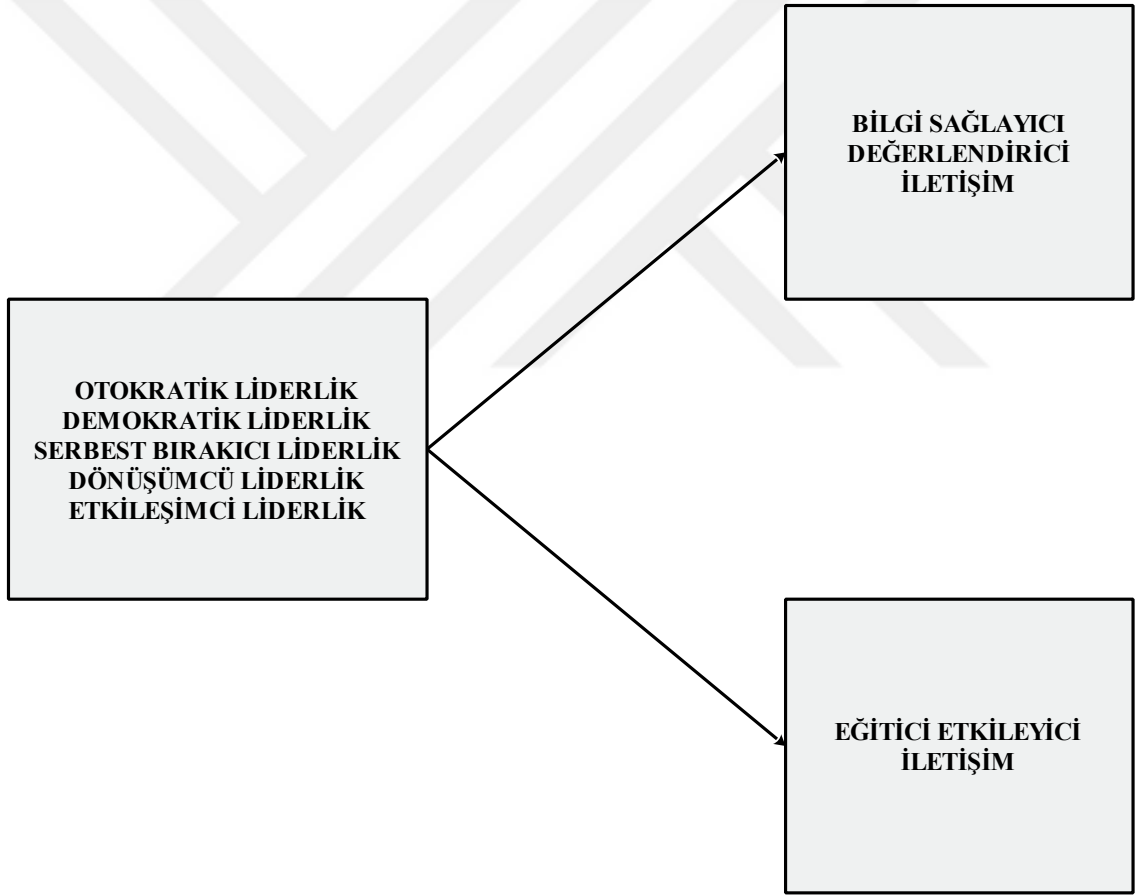 BİLGİ SAĞLAYICI
DEĞERLENDİRİCİ
İLETİŞİM
OTOKRATİK LİDERLİK
DEMOKRATİK LİDERLİK
SERBEST BIRAKICI LİDERLİK
DÖNÜŞÜMCÜ LİDERLİK
ETKİLEŞİMCİ LİDERLİK
EĞİTİCİ ETKİLEYİCİ
İLETİŞİM